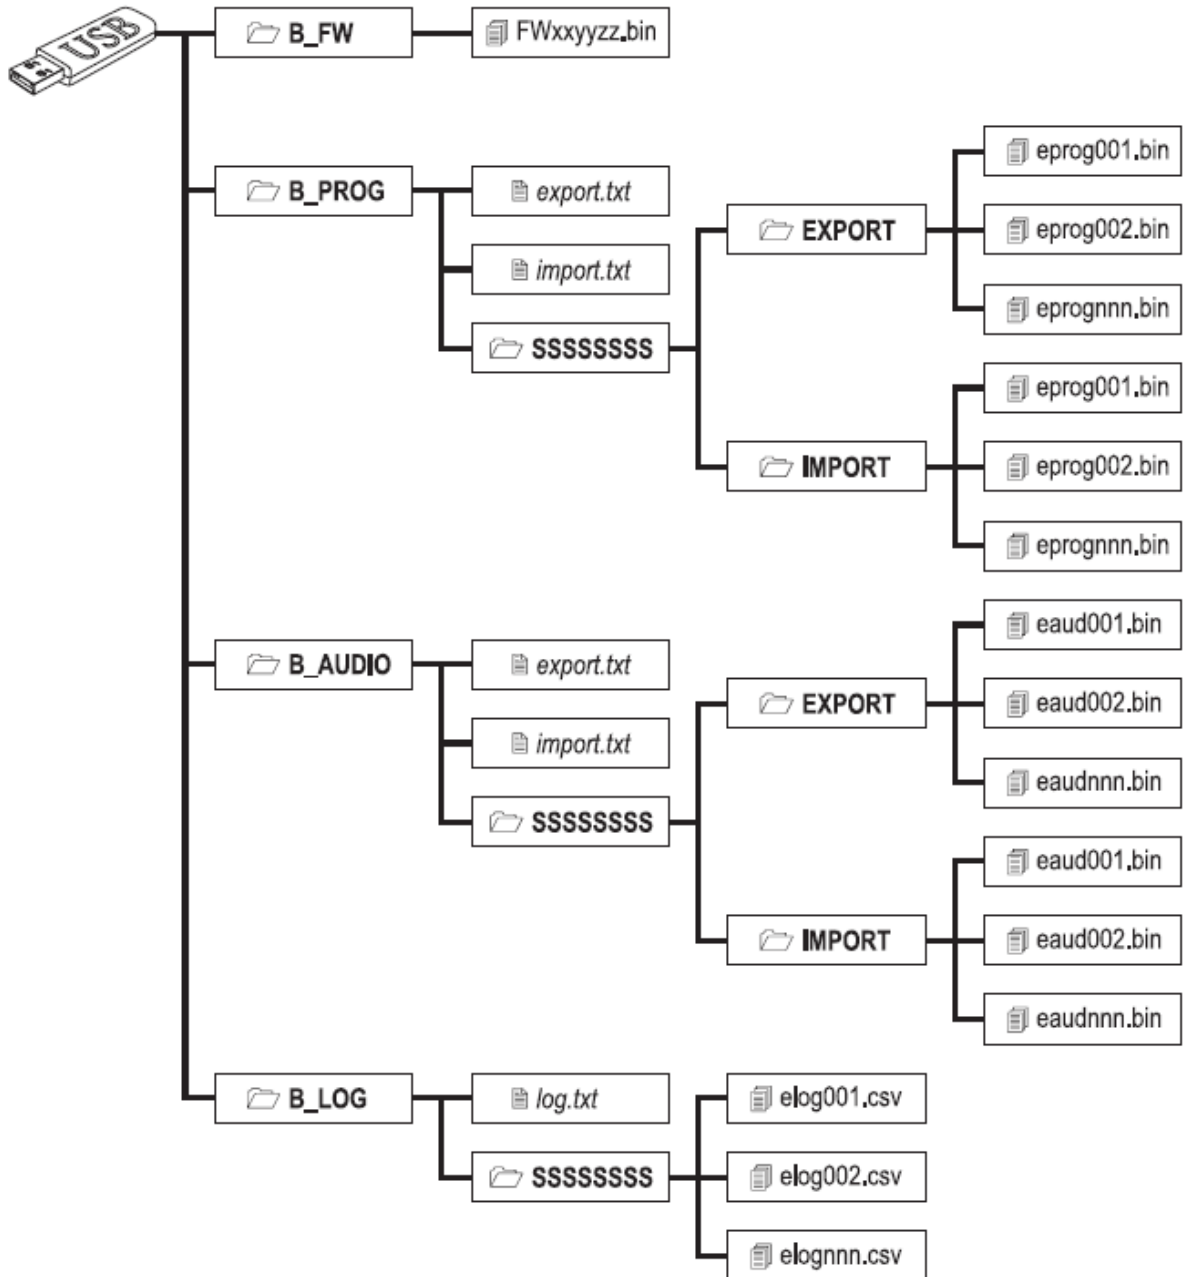 USB
B_FW
FWxxyyzz.bin
B_PROG
export.txt
import.txt
SSSSSSSS
EXPORT
eprog001.bin
eprog002.bin
eprognnn.bin
IMPORT
eprog001.bin
eprog002.bin
eprognnn.bin
B_AUDIO
export.txt
import.txt
SSSSSSSS
EXPORT
eaud001.bin
eaud002.bin
eaudnnn.bin
IMPORT
eaud001.bin
eaud002.bin
eaudnnn.bin
B_LOG
log.txt
SSSSSSSS
elog001.csv
elog002.csv
elognnn.csv